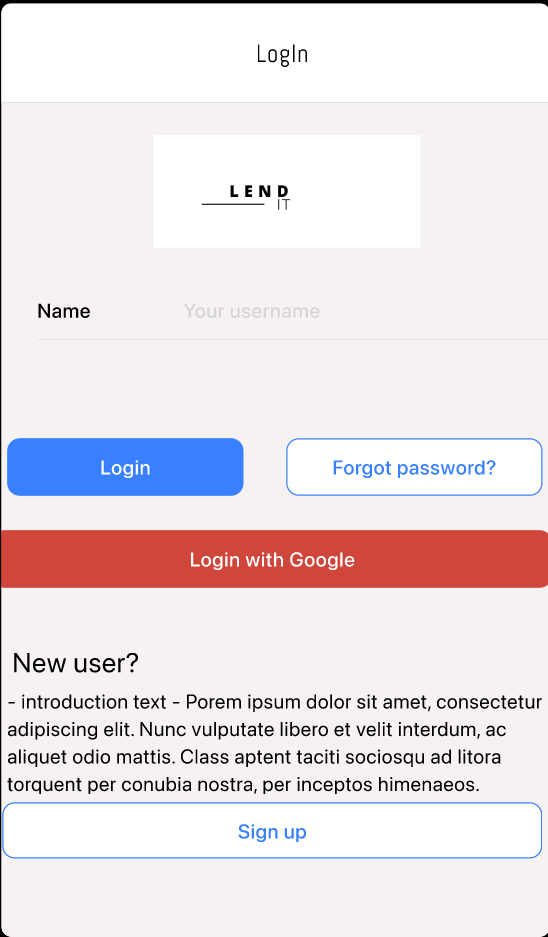 LogIn
LEND
IT
Name Your username
Login Forgot password?
Login with Google
New user?
- introduction text - Porem ipsum dolor sit amet, consectetur
adipiscing elit. Nunc vulputate libero et velit interdum, ac
aliquet odio mattis. Class aptent taciti sociosqu ad litora
torquent per conubia nostra, per inceptos himenaeos.
Sign up